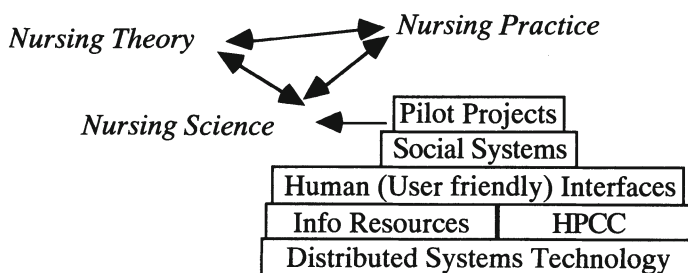 Nursing Theory
Nursing Practice
Nursing Science
Pilot Projects
Social Systems
Human (User friendly) Interfaces
Info Resources
HPCC
Distributed Systems Technology